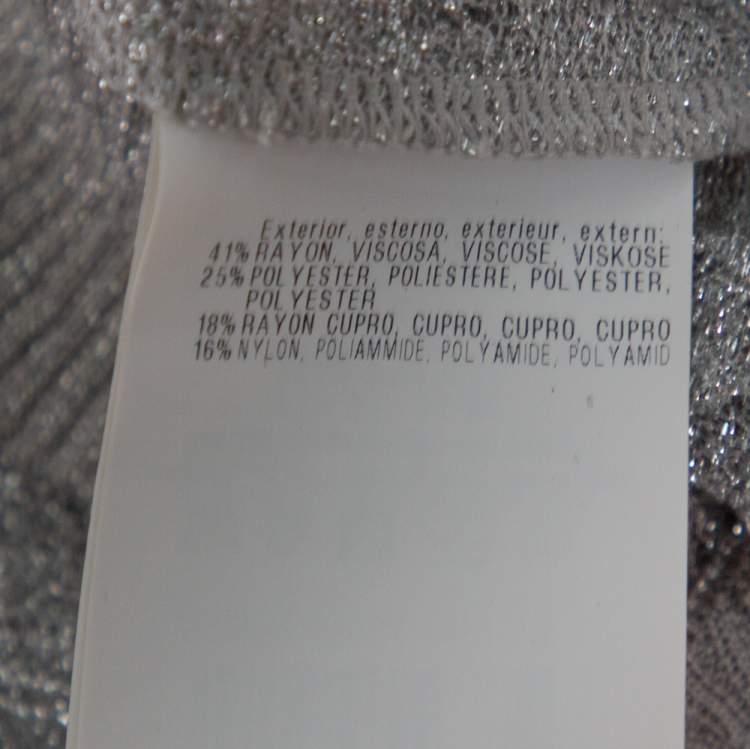 Exterior, esterno, exterieur, extern:
41% RAYON, VISCOSA, VISCOSE, VISKOSE
25% POLYESTER, POLIESTERE, POLYESTER,
POLYESTER
18% RAYON CUPRO, CUPRO, CUPRO, CUPRO
16% NYLON, POLIAMMIDE, POLYAMIDE, POLYAMID